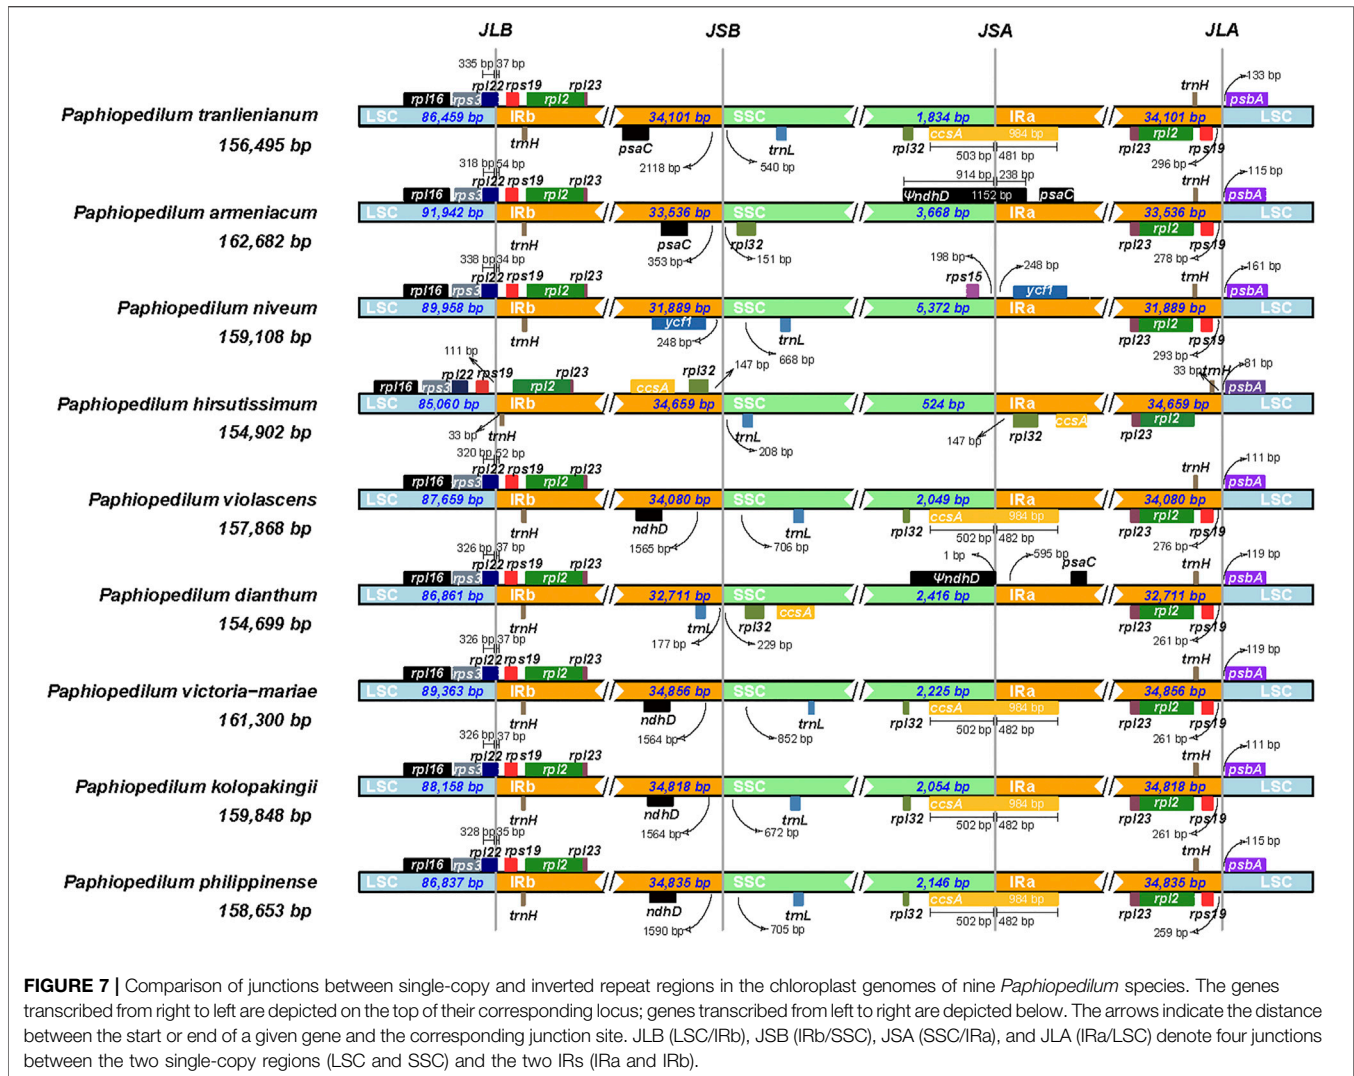 JLB JSB JSA JLA
335 bp 37 bp
rpl22 rps19 rpl23 trnH 133 bp
rpl16 rps3 rpl2 psbA
Paphiopedilum tranlienianum LSC 86,459 bp IRb 34,101 bp SSC 1,834 bp IRa 34,101 bp LSC
156,495 bp trnH psaC 2118 bp 540 bp trnL rpl32 ccsA 984 bp 503 bp 481 bp rpl23 rpl2 rps19 296 bp
318 bp 54 bp 914 bp 238 bp
rpl22 rps19 rpl23 trnH 115 bp
rpl16 rps3 rpl2 ΨndhD 1152 bp psaC psbA
Paphiopedilum armeniacum LSC 91,942 bp IRb 33,536 bp SSC 3,668 bp IRa 33,536 bp LSC
162,682 bp trnH psaC 353 bp rpl32 151 bp rpl23 rpl2 rps19 278 bp
338 bp 34 bp 198 bp 248 bp
rpl22 rps19 rpl23 rps15 trnH 161 bp
rpl16 rps3 rpl2 ycf1 psbA
Paphiopedilum niveum LSC 89,958 bp IRb 31,889 bp SSC 5,372 bp IRa 31,889 bp LSC
159,108 bp trnH ycf1 248 bp trnL 668 bp rpl23 rpl2 rps19 293 bp
111 bp 147 bp 33 bp 81 bp
rpl22 rps19 rpl32 trnH
rpl16 rps3 rpl2 rpl23 ccsA psbA
Paphiopedilum hirsutissimum LSC 85,060 bp IRb 34,659 bp SSC 524 bp IRa 34,659 bp LSC
154,902 bp 33 bp trnH trnL 208 bp 147 bp rpl32 ccsA rpl23 rpl2
320 bp 52 bp
rpl22 rps19 rpl23 trnH 111 bp
rpl16 rps3 rpl2 psbA
Paphiopedilum violascens LSC 87,659 bp IRb 34,080 bp SSC 2,049 bp IRa 34,080 bp LSC
157,868 bp trnH ndhD 1565 bp 706 bp trnL rpl32 ccsA 984 bp 502 bp 482 bp rpl23 rpl2 rps19 276 bp
326 bp 37 bp 1 bp 595 bp
rpl22 rps19 rpl23 psaC trnH 119 bp
rpl16 rps3 rpl2 ΨndhD psbA
Paphiopedilum dianthum LSC 86,861 bp IRb 32,711 bp SSC 2,416 bp IRa 32,711 bp LSC
154,699 bp trnH trnL 177 bp rpl32 ccsA 229 bp rpl23 rpl2 rps19 261 bp
326 bp 37 bp
rpl22 rps19 rpl23 trnH 119 bp
rpl16 rps3 rpl2 psbA
Paphiopedilum victoria-mariae LSC 89,363 bp IRb 34,856 bp SSC 2,225 bp IRa 34,856 bp LSC
161,300 bp trnH ndhD 1564 bp 852 bp trnL rpl32 ccsA 984 bp 502 bp 482 bp rpl23 rpl2 rps19 261 bp
326 bp 37 bp
rpl22 rps19 rpl23 trnH 111 bp
rpl16 rps3 rpl2 psbA
Paphiopedilum kolopakingii LSC 88,158 bp IRb 34,818 bp SSC 2,054 bp IRa 34,818 bp LSC
159,848 bp trnH ndhD 1564 bp 672 bp trnL rpl32 ccsA 984 bp 502 bp 482 bp rpl23 rpl2 rps19 261 bp
328 bp 35 bp
rpl22 rps19 rpl23 trnH 115 bp
rpl16 rps3 rpl2 psbA
Paphiopedilum philippinense LSC 86,837 bp IRb 34,835 bp SSC 2,146 bp IRa 34,835 bp LSC
158,653 bp trnH ndhD 1590 bp 705 bp trnL rpl32 ccsA 984 bp 502 bp 482 bp rpl23 rpl2 rps19 259 bp
FIGURE 7 | Comparison of junctions between single-copy and inverted repeat regions in the chloroplast genomes of nine Paphiopedilum species. The genes
transcribed from right to left are depicted on the top of their corresponding locus; genes transcribed from left to right are depicted below. The arrows indicate the distance
between the start or end of a given gene and the corresponding junction site. JLB (LSC/IRb), JSB (IRb/SSC), JSA (SSC/IRa), and JLA (IRa/LSC) denote four junctions
between the two single-copy regions (LSC and SSC) and the two IRs (IRa and IRb).